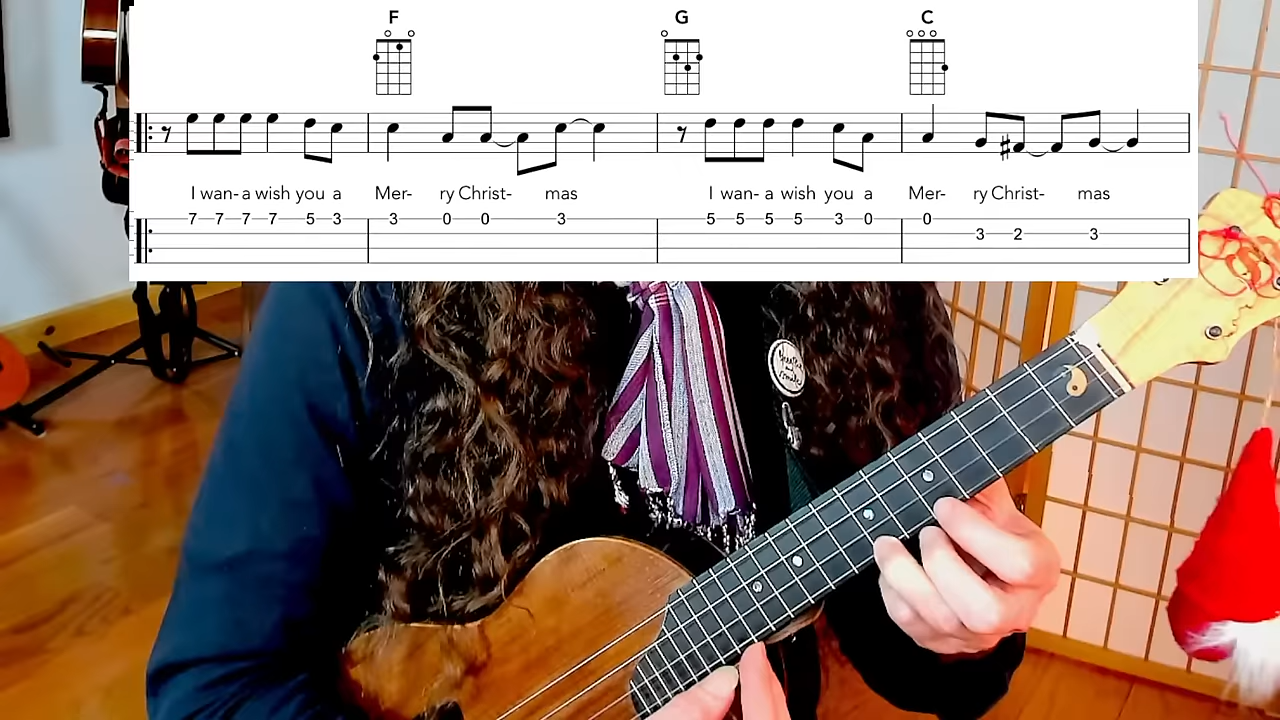 F G C
I wan- a wish you a Mer- ry Christ- mas I wan- a wish you a Mer- ry Christ- mas
7 7 7 7 5 3 3 0 0 3 5 5 5 5 3 0 0 3 2 3